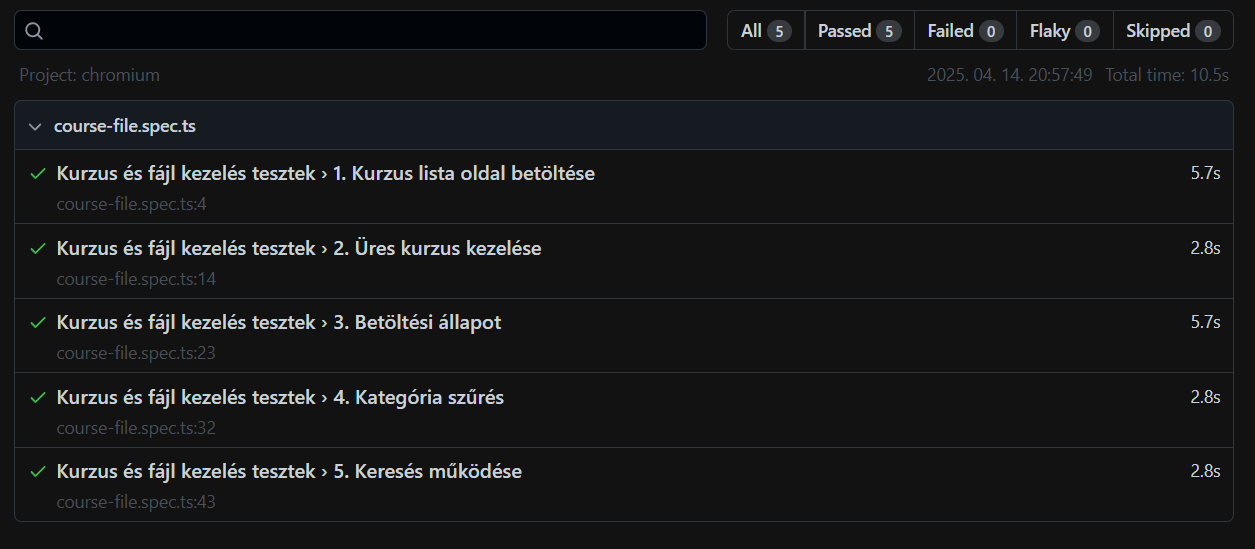 All 5 Passed 5 Failed 0 Flaky 0 Skipped 0
Project: chromium 2025. 04. 14. 20:57:49 Total time: 10.5s
course-file.spec.ts
Kurzus és fájl kezelés tesztek › 1. Kurzus lista oldal betöltése 5.7s
course-file.spec.ts:4
Kurzus és fájl kezelés tesztek › 2. Üres kurzus kezelése 2.8s
course-file.spec.ts:14
Kurzus és fájl kezelés tesztek › 3. Betöltési állapot 5.7s
course-file.spec.ts:23
Kurzus és fájl kezelés tesztek › 4. Kategória szűrés 2.8s
course-file.spec.ts:32
Kurzus és fájl kezelés tesztek › 5. Keresés működése 2.8s
course-file.spec.ts:43